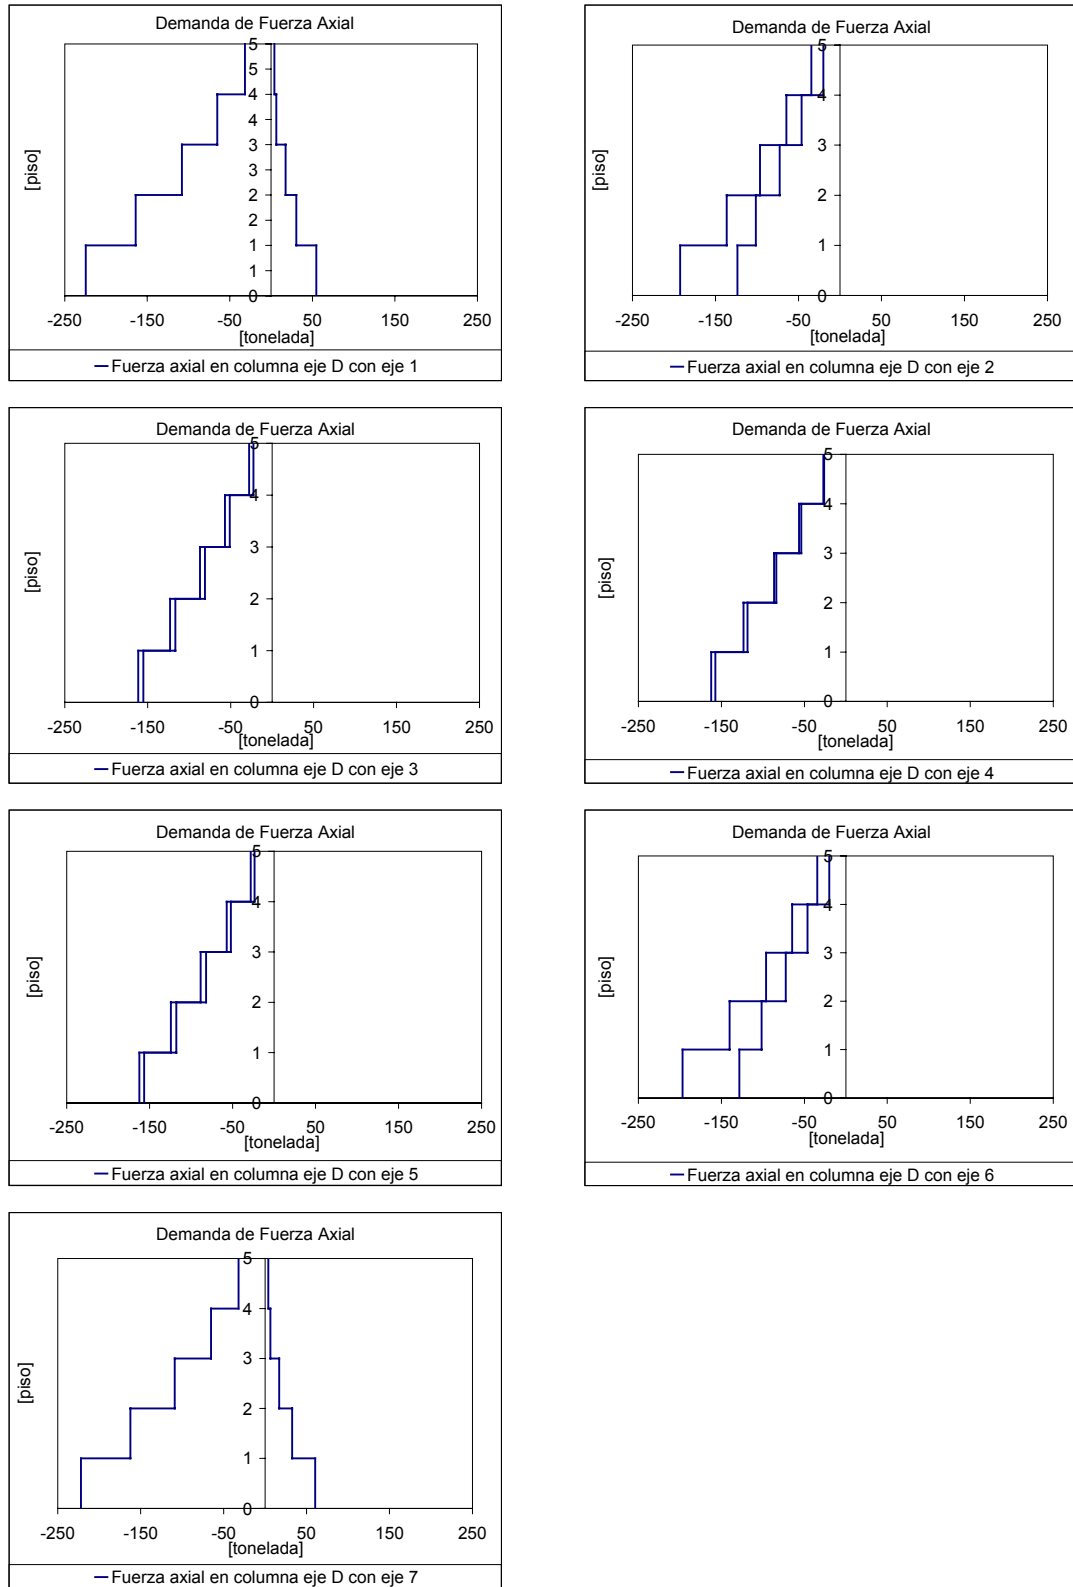 Demanda de Fuerza Axial
5
5
4
4
3
3
2
2
1
1
0
[piso]
-250 -150 -50 50 150 250
[tonelada]
Fuerza axial en columna eje D con eje 1
Demanda de Fuerza Axial
5
4
3
2
1
0
[piso]
-250 -150 -50 50 150 250
[tonelada]
Fuerza axial en columna eje D con eje 2
Demanda de Fuerza Axial
5
4
3
2
1
0
[piso]
-250 -150 -50 50 150 250
[tonelada]
Fuerza axial en columna eje D con eje 3
Demanda de Fuerza Axial
5
4
3
2
1
0
[piso]
-250 -150 -50 50 150 250
[tonelada]
Fuerza axial en columna eje D con eje 4
Demanda de Fuerza Axial
5
4
3
2
1
0
[piso]
-250 -150 -50 50 150 250
[tonelada]
Fuerza axial en columna eje D con eje 5
Demanda de Fuerza Axial
5
4
3
2
1
0
[piso]
-250 -150 -50 50 150 250
[tonelada]
Fuerza axial en columna eje D con eje 6
Demanda de Fuerza Axial
5
4
3
2
1
0
[piso]
-250 -150 -50 50 150 250
[tonelada]
Fuerza axial en columna eje D con eje 7